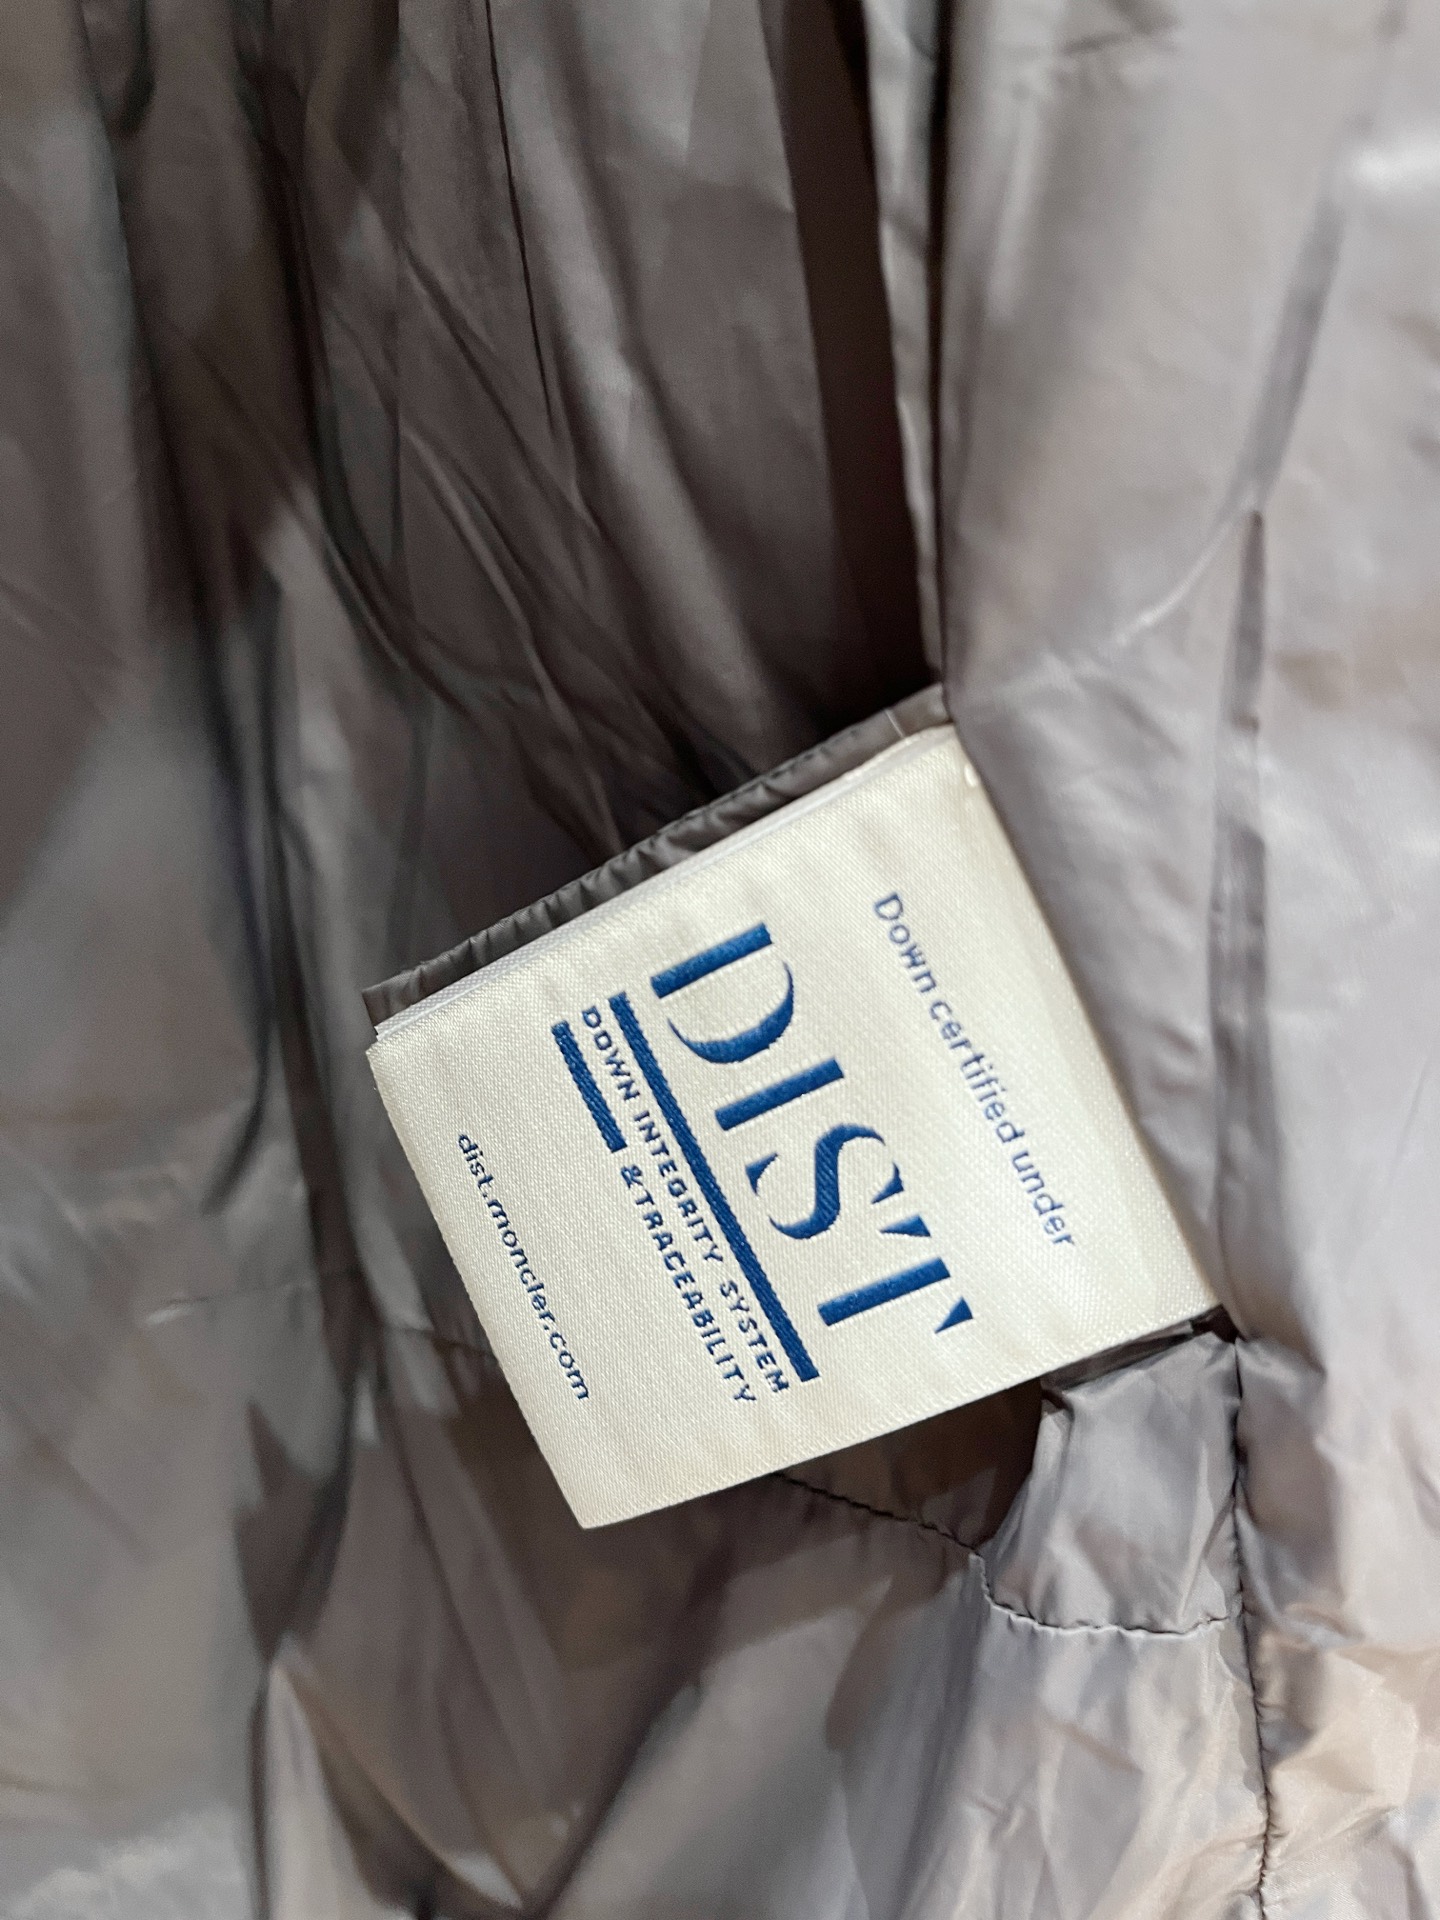 Down certified under
DIST
DOWN INTEGRITY SYSTEM
& TRACEABILITY
dist.moncler.com